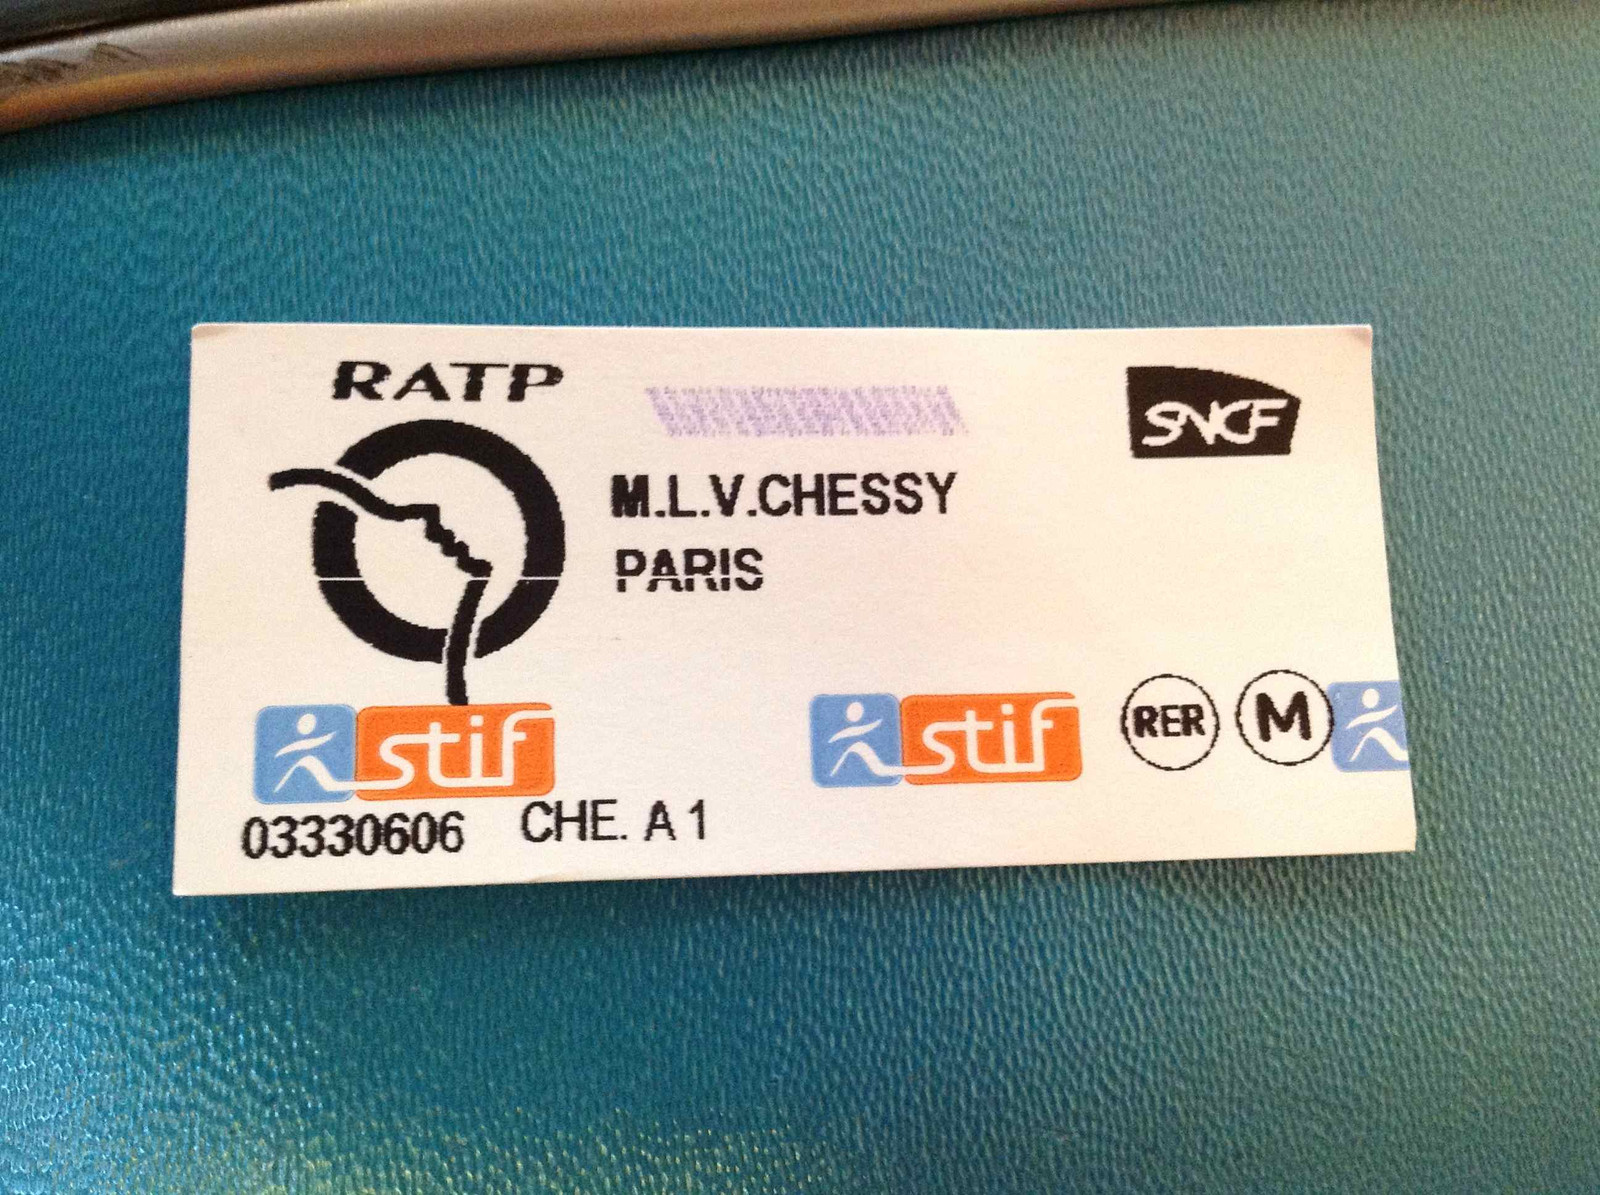 RATP
SNCF
M.L.V.CHESSY
PARIS
stif
stif
RER
M
03330606 CHE. A 1